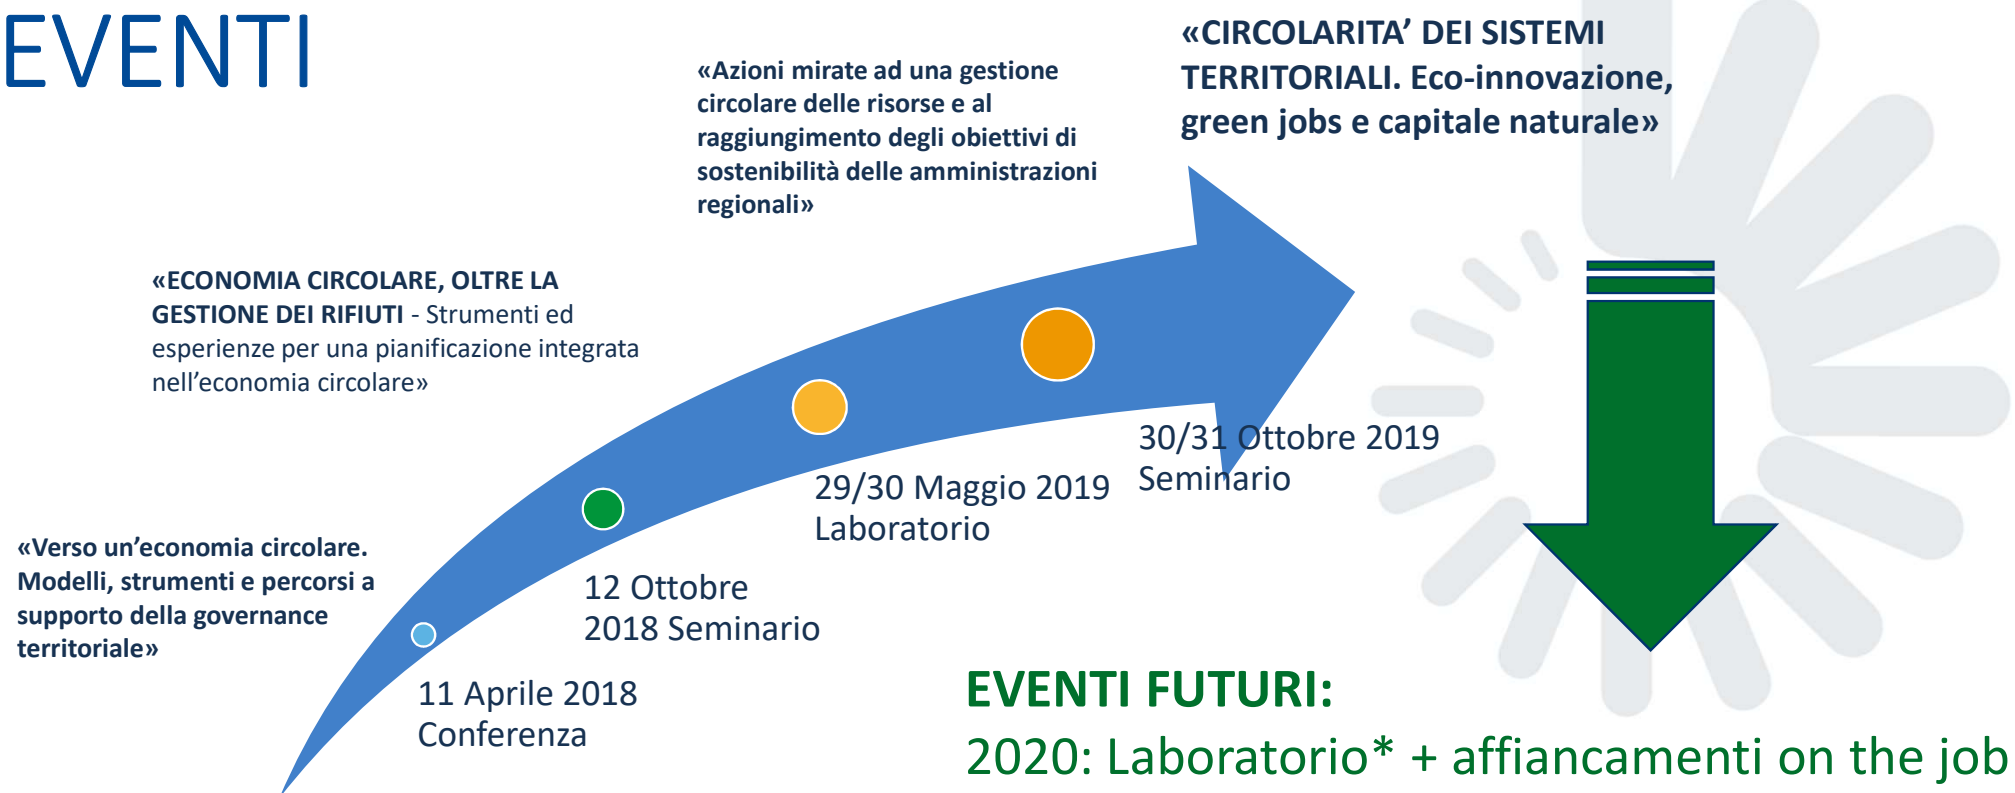 EVENTI
«Verso un’economia circolare.
Modelli, strumenti e percorsi a
supporto della governance
territoriale»
11 Aprile 2018
Conferenza
«ECONOMIA CIRCOLARE, OLTRE LA
GESTIONE DEI RIFIUTI - Strumenti ed
esperienze per una pianificazione integrata
nell’economia circolare»
12 Ottobre
2018 Seminario
«Azioni mirate ad una gestione
circolare delle risorse e al
raggiungimento degli obiettivi di
sostenibilità delle amministrazioni
regionali»
29/30 Maggio 2019
Laboratorio
«CIRCOLARITA’ DEI SISTEMI
TERRITORIALI. Eco-innovazione,
green jobs e capitale naturale»
30/31 Ottobre 2019
Seminario
EVENTI FUTURI:
2020: Laboratorio* + affiancamenti on the job